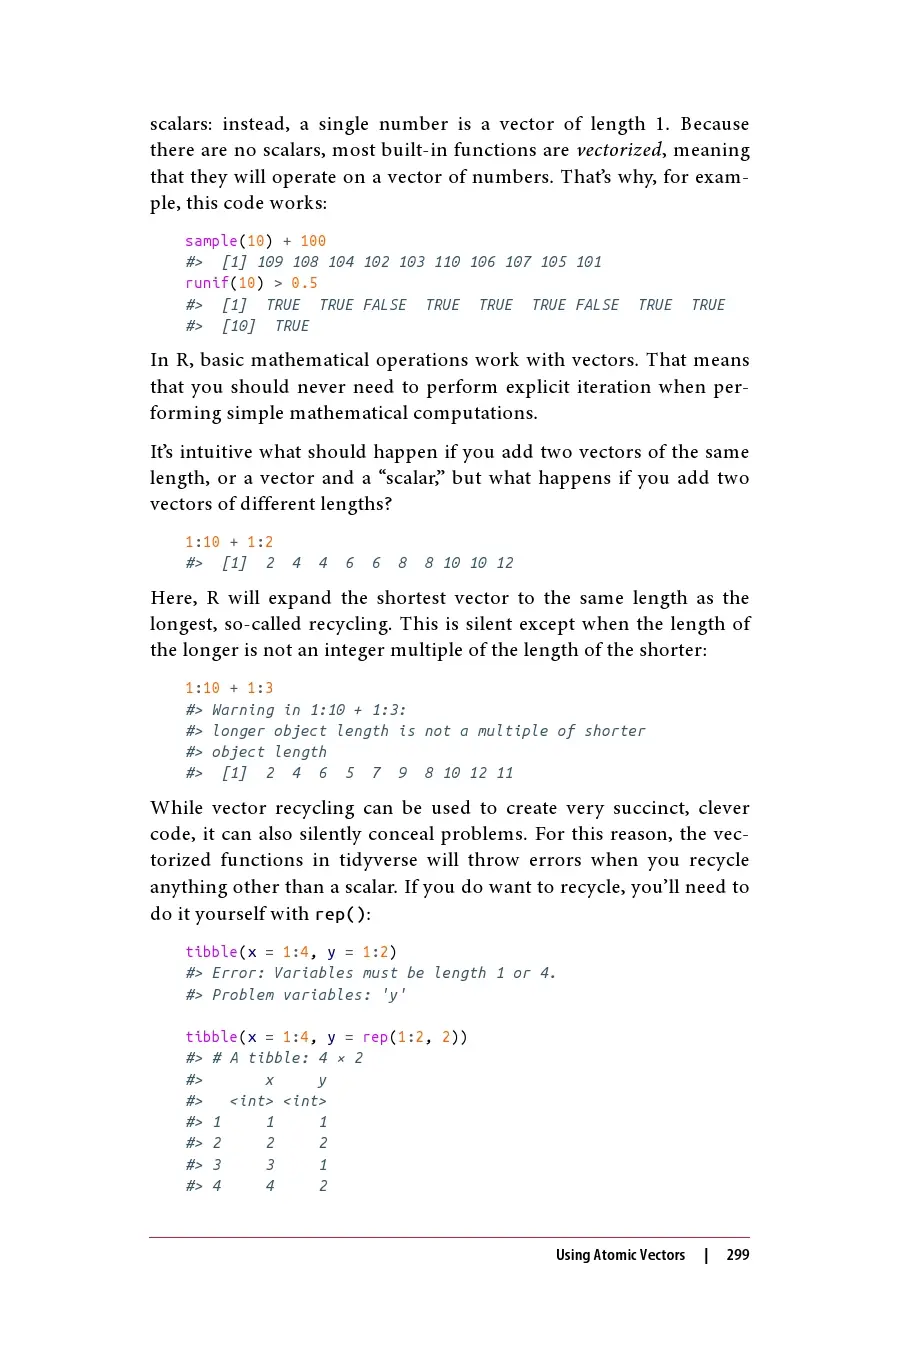 scalars: instead, a single number is a vector of length 1. Because
there are no scalars, most built-in functions are vectorized, meaning
that they will operate on a vector of numbers. That’s why, for exam-
ple, this code works:
sample(10) + 100
#>  [1] 109 108 104 102 103 110 106 107 105 101
runif(10) > 0.5
#>  [1]  TRUE  TRUE FALSE  TRUE  TRUE  TRUE FALSE  TRUE  TRUE
#>  [10]  TRUE
In R, basic mathematical operations work with vectors. That means
that you should never need to perform explicit iteration when per-
forming simple mathematical computations.
It’s intuitive what should happen if you add two vectors of the same
length, or a vector and a “scalar,” but what happens if you add two
vectors of different lengths?
1:10 + 1:2
#>  [1]  2  4  4  6  6  8  8 10 10 12
Here, R will expand the shortest vector to the same length as the
longest, so-called recycling. This is silent except when the length of
the longer is not an integer multiple of the length of the shorter:
1:10 + 1:3
#> Warning in 1:10 + 1:3:
#> longer object length is not a multiple of shorter
#> object length
#>  [1]  2  4  6  5  7  9  8 10 12 11
While vector recycling can be used to create very succinct, clever
code, it can also silently conceal problems. For this reason, the vec-
torized functions in tidyverse will throw errors when you recycle
anything other than a scalar. If you do want to recycle, you’ll need to
do it yourself with rep():
tibble(x = 1:4, y = 1:2)
#> Error: Variables must be length 1 or 4.
#> Problem variables: 'y'
tibble(x = 1:4, y = rep(1:2, 2))
#> # A tibble: 4 × 2
#>       x     y
#>   <int> <int>
#> 1     1     1
#> 2     2     2
#> 3     3     1
#> 4     4     2
Using Atomic Vectors | 299